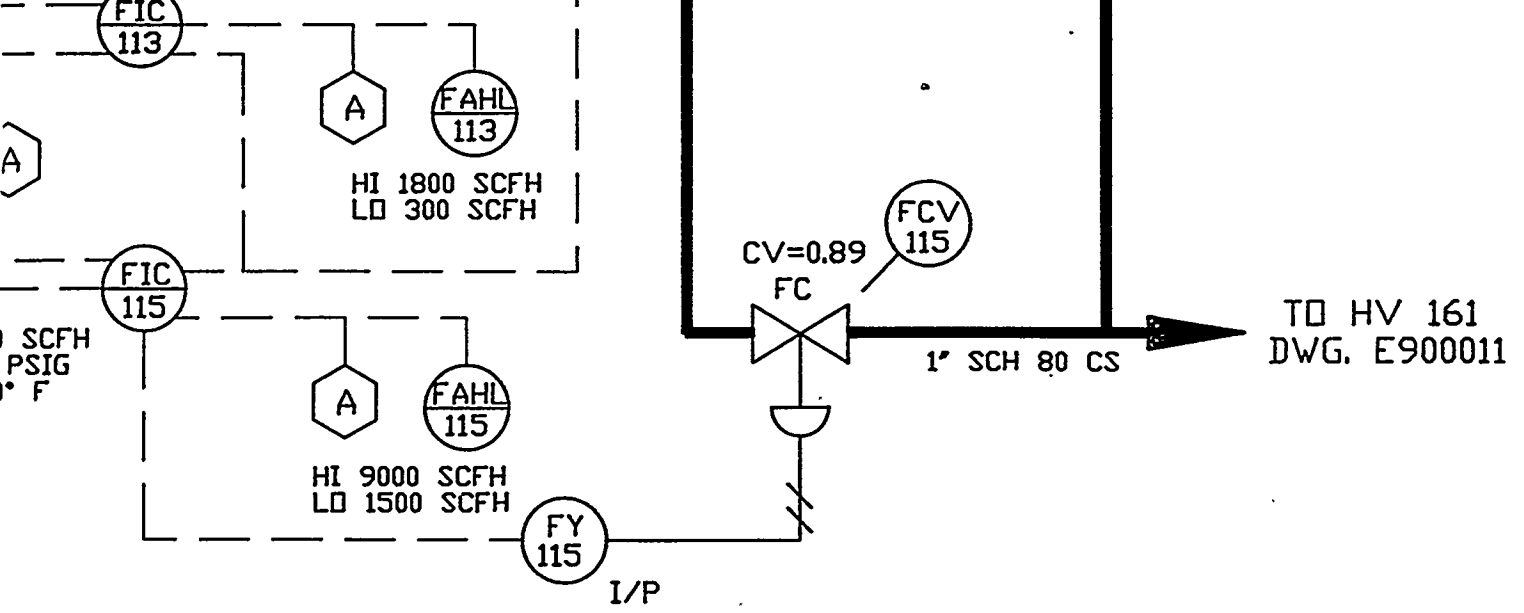 FIC
113
A
FAHL
113
A
HI 1800 SCFH
LO 300 SCFH
FCV
115
CV=0.89
FC
FIC
115
SCFH
PSIG
° F
TO HV 161
DWG. E900011
1" SCH 80 CS
A
FAHL
115
HI 9000 SCFH
LO 1500 SCFH
FY
115
I/P